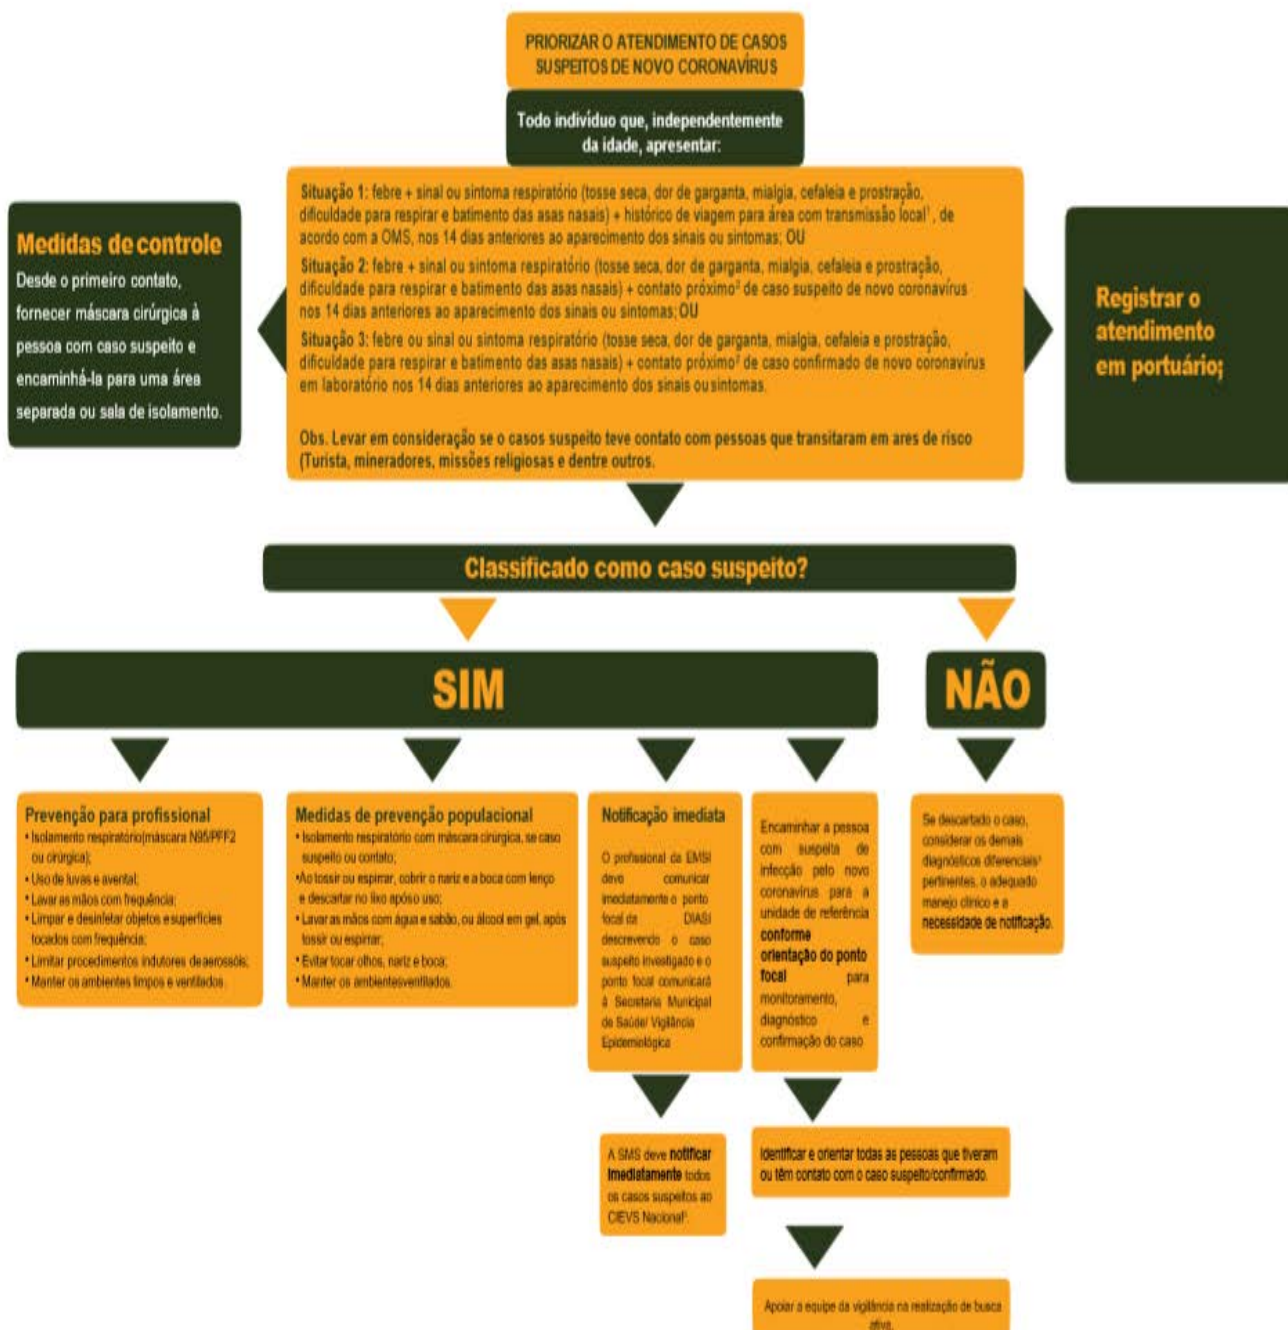 PRIORIZAR O ATENDIMENTO DE CASOS
SUSPEITOS DE NOVO CORONAVÍRUS
Todo indivíduo que, independentemente
da idade, apresentar:
Situação 1: febre + sinal ou sintoma respiratório (tosse seca, dor de garganta, mialgia, cefaleia e prostração,
dificuldade para respirar e batimento das asas nasais) + histórico de viagem para área com transmissão local¹ , de
acordo com a OMS, nos 14 dias anteriores ao aparecimento dos sinais ou sintomas; OU
Situação 2: febre + sinal ou sintoma respiratório (tosse seca, dor de garganta, mialgia, cefaleia e prostração,
dificuldade para respirar e batimento das asas nasais) + contato próximo² de caso suspeito de novo coronavírus
nos 14 dias anteriores ao aparecimento dos sinais ou sintomas; OU
Situação 3: febre ou sinal ou sintoma respiratório (tosse seca, dor de garganta, mialgia, cefaleia e prostração,
dificuldade para respirar e batimento das asas nasais) + contato próximo² de caso confirmado de novo coronavírus
em laboratório nos 14 dias anteriores ao aparecimento dos sinais ou sintomas.
Obs. Levar em consideração se o casos suspeito teve contato com pessoas que transitaram em ares de risco
(Turista, mineradores, missões religiosas e dentre outros.
Medidas de controle
Desde o primeiro contato,
fornecer máscara cirúrgica à
pessoa com caso suspeito e
encaminhá-la para uma área
separada ou sala de isolamento.
Registrar o
atendimento
em portuário;
Classificado como caso suspeito?
SIM
NÃO
Prevenção para profissional
• Isolamento respiratório(máscara N95/PFF2
ou cirúrgica);
• Uso de luvas e avental;
• Lavar as mãos com frequência;
• Limpar e desinfetar objetos e superfícies
tocados com frequência;
• Limitar procedimentos indutores de aerossóis;
• Manter os ambientes limpos e ventilados.
Medidas de prevenção populacional
• Isolamento respiratório com máscara cirúrgica, se caso
suspeito ou contato;
•Ao tossir ou espirrar, cobrir o nariz e a boca com lenço
e descartar no lixo apóso uso;
• Lavar as mãos com água e sabão, ou álcool em gel, após
tossir ou espirrar;
• Evitar tocar olhos, nariz e boca;
• Manter os ambientesventilados.
Notificação imediata
O profissional da EMSI
deve comunicar
imediatamente o ponto
focal da DIASI
descrevendo o caso
suspeito investigado e o
ponto focal comunicará
à Secretaria Municipal
de Saúde/ Vigilância
Epidemiológica
Encaminhar a pessoa
com suspeita de
infecção pelo novo
coronavírus para a
unidade de referência
conforme
orientação do ponto
focal para
monitoramento,
diagnóstico e
confirmação do caso
Se descartado o caso,
considerar os demais
diagnósticos diferenciais³
pertinentes, o adequado
manejo clínico e a
necessidade de notificação.
A SMS deve notificar
imediatamente todos
os casos suspeitos ao
CIEVS Nacional
Identificar e orientar todas as pessoas que tiveram
ou têm contato com o caso suspeito/confirmado.
Apoiar a equipe da vigilância na realização de busca
ativa.